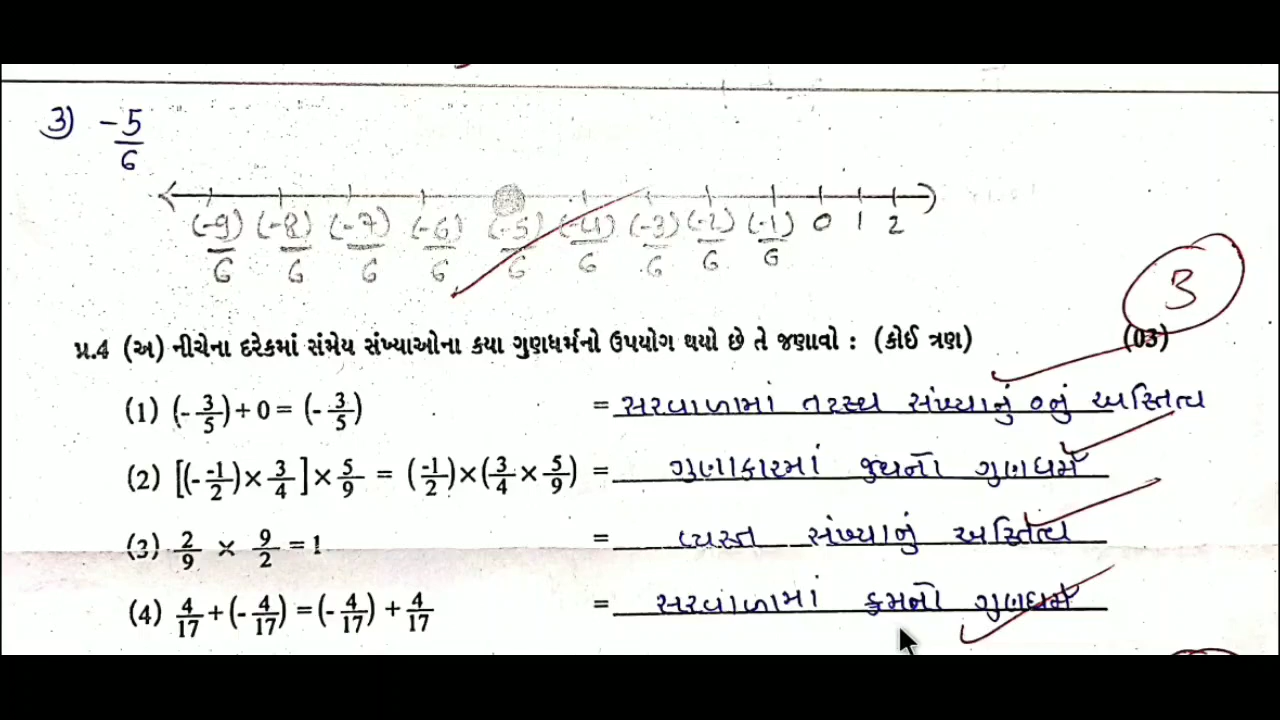 3) -5/6
(-9)/6 (-8)/6 (-7)/6 (-6)/6 (-5)/6 (-4)/6 (-3)/6 (-2)/6 (-1)/6 0 1 2
3
પ્ર.4 (અ) નીચેના દરેકમાં સંમેય સંખ્યાઓના કયા ગુણધર્મનો ઉપયોગ થયો છે તે જણાવો : (કોઈ ત્રણ) (03)
(1) (-3/5) + 0 = (-3/5) = સરવાળામાં તટસ્થ સંખ્યાનું ૦નું અસ્તિત્વ
(2) [(-1/2) × 3/4] × 5/9 = (-1/2) × (3/4 × 5/9) = ગુણાકારમાં જુથનો ગુણધર્મ
(3) 2/9 × 9/2 = 1 = વ્યસ્ત સંખ્યાનું અસ્તિત્વ
(4) 4/17 + (-4/17) = (-4/17) + 4/17 = સરવાળામાં ક્રમનો ગુણધર્મ